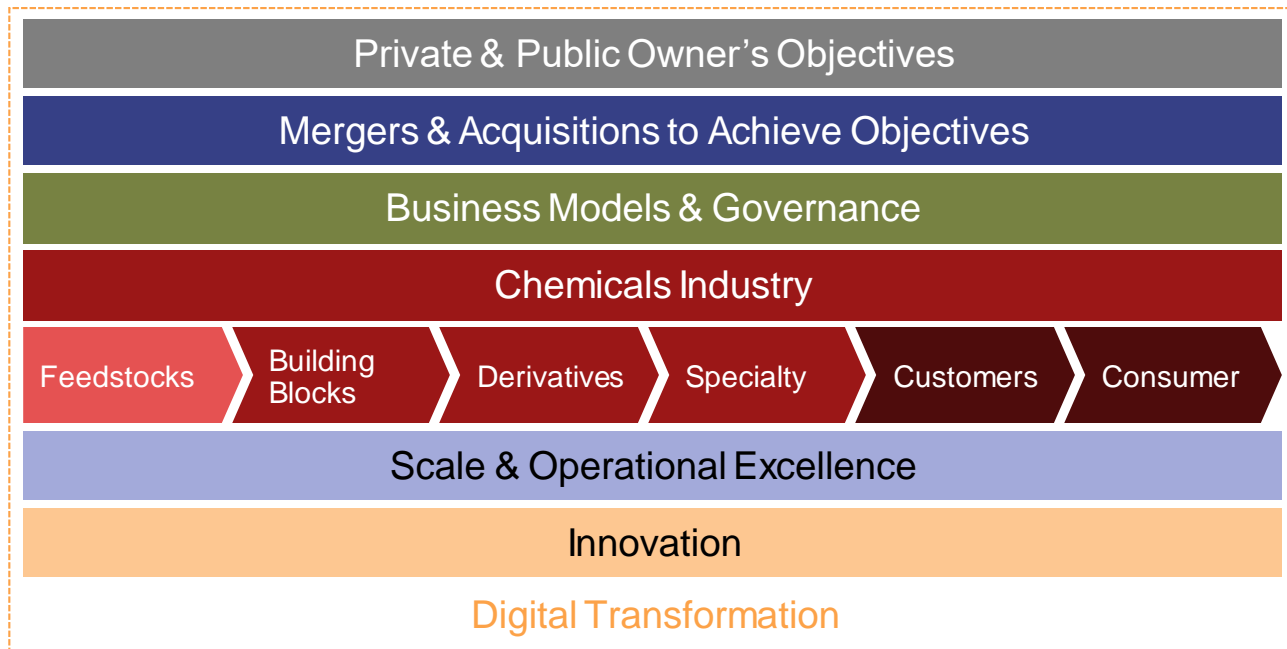 Private & Public Owner’s Objectives
Mergers & Acquisitions to Achieve Objectives
Business Models & Governance
Chemicals Industry
Feedstocks
Building
Blocks
Derivatives
Specialty
Customers
Consumer
Scale & Operational Excellence
Innovation
Digital Transformation